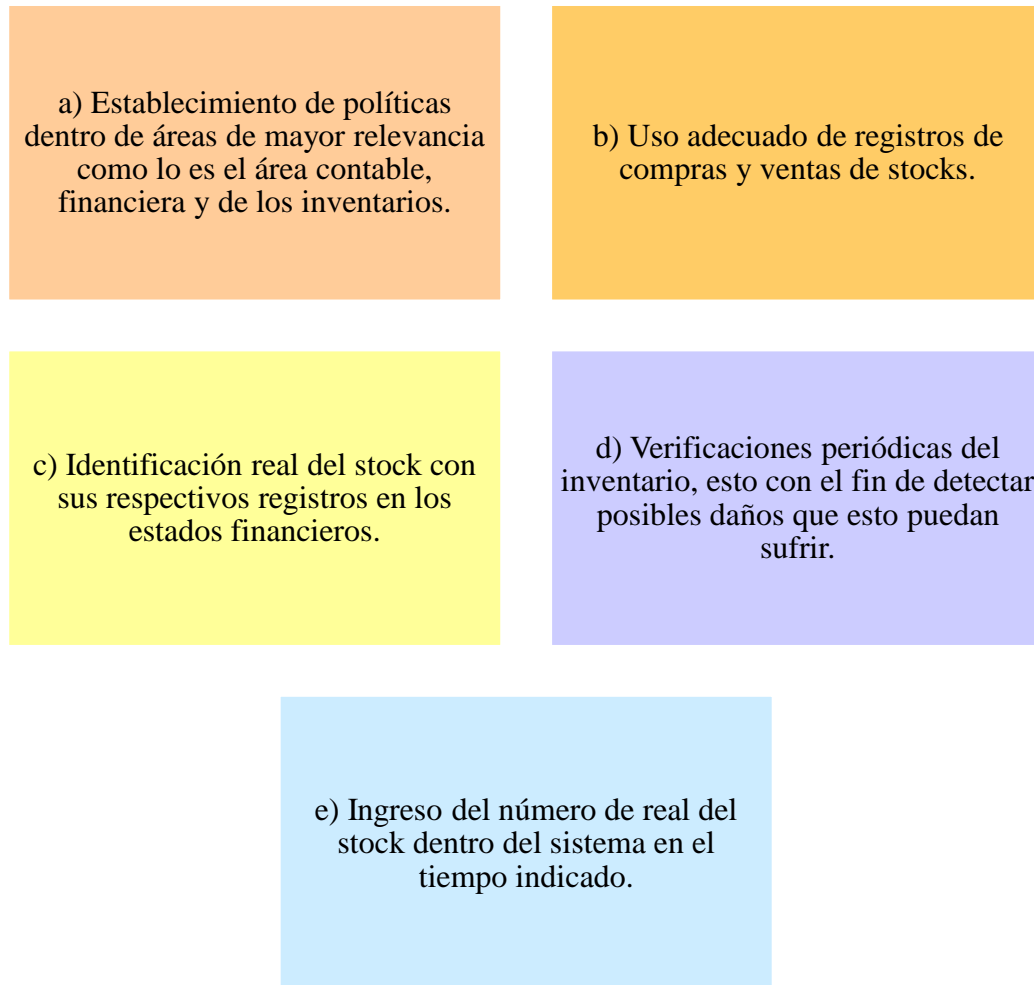 a) Establecimiento de políticas
dentro de áreas de mayor relevancia
como lo es el área contable,
financiera y de los inventarios.
b) Uso adecuado de registros de
compras y ventas de stocks.
c) Identificación real del stock con
sus respectivos registros en los
estados financieros.
d) Verificaciones periódicas del
inventario, esto con el fin de detectar
posibles daños que esto puedan
sufrir.
e) Ingreso del número de real del
stock dentro del sistema en el
tiempo indicado.